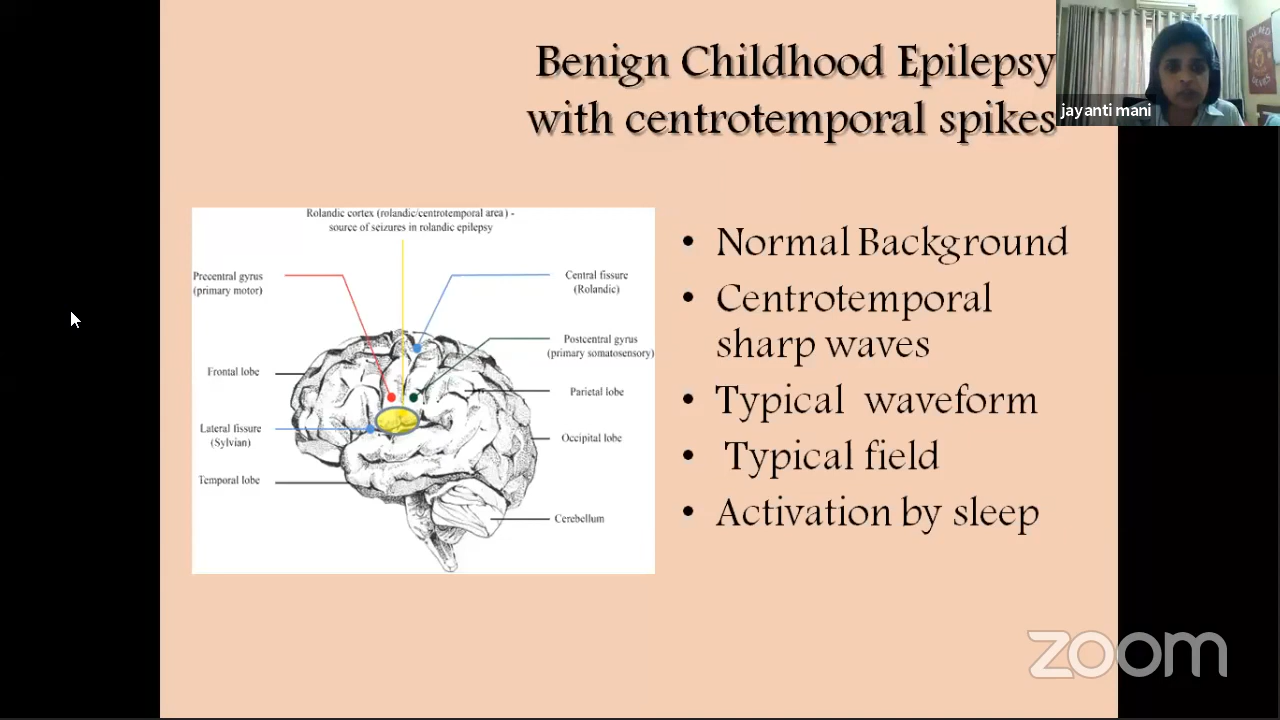 Benign Childhood Epilepsy
with centrotemporal spikes
jayanti mani
Rolandic cortex (rolandic/centrotemporal area) -
source of seizures in rolandic epilepsy
Precentral gyrus
(primary motor)
Central fissure
(Rolandic)
Postcentral gyrus
(primary somatosensory)
Frontal lobe
Parietal lobe
Lateral fissure
(Sylvian)
Occipital lobe
Temporal lobe
Cerebellum
• Normal Background
• Centrotemporal
sharp waves
• Typical waveform
• Typical field
• Activation by sleep
zoom